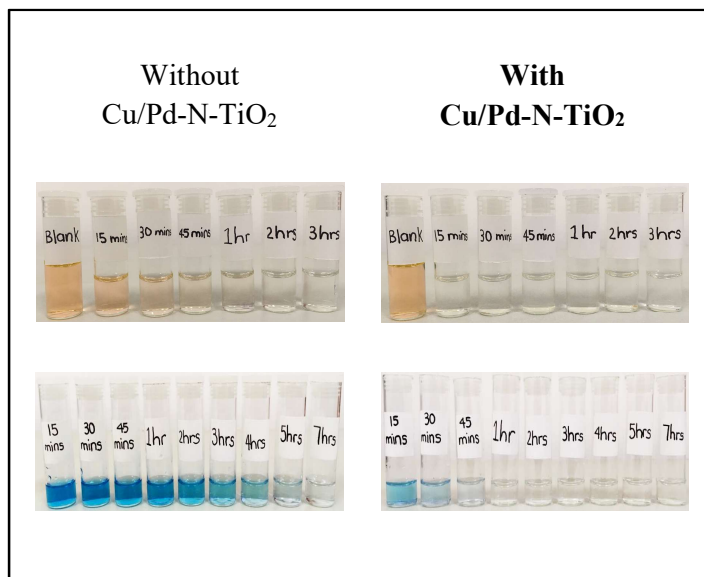 Without
Cu/Pd-N-TiO₂
With
Cu/Pd-N-TiO₂
Blank 15 mins 30 mins 45 mins 1hr 2hrs 3hrs
Blank 15 mins 30 mins 45 mins 1hr 2hrs 3hrs
15 mins 30 mins 45 mins 1hr 2hrs 3hrs 4hrs 5hrs 7hrs
15 mins 30 mins 45 mins 1hr 2hrs 3hrs 4hrs 5hrs 7hrs